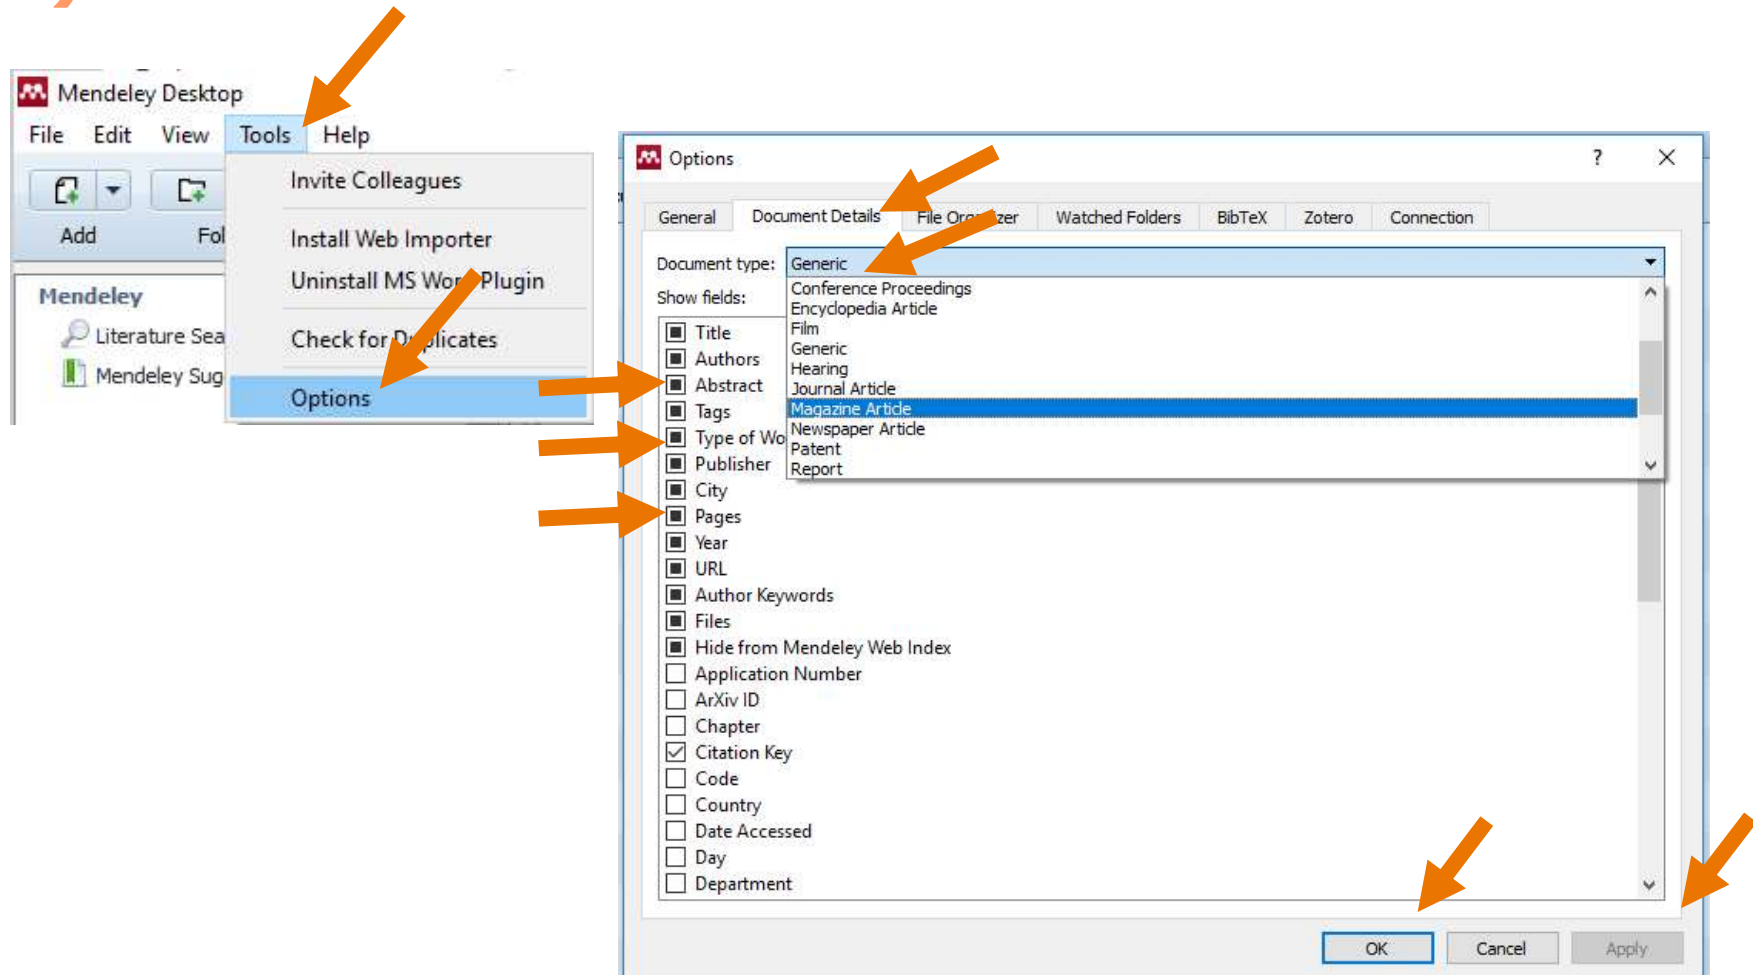 Mendeley Desktop
File Edit View Tools Help
Invite Colleagues
Add Fol
Install Web Importer
Uninstall MS Word Plugin
Mendeley
Literature Sea
Check for Duplicates
Mendeley Sug
Options
Options ? ×
General Document Details File Organizer Watched Folders BibTeX Zotero Connection
Document type: Generic
Conference Proceedings
Encyclopedia Article
Film
Generic
Hearing
Journal Article
Magazine Article
Newspaper Article
Patent
Report
Show fields:
Title
Authors
Abstract
Tags
Type of Wo
Publisher
City
Pages
Year
URL
Author Keywords
Files
Hide from Mendeley Web Index
Application Number
ArXiv ID
Chapter
Citation Key
Code
Country
Date Accessed
Day
Department
OK Cancel Apply